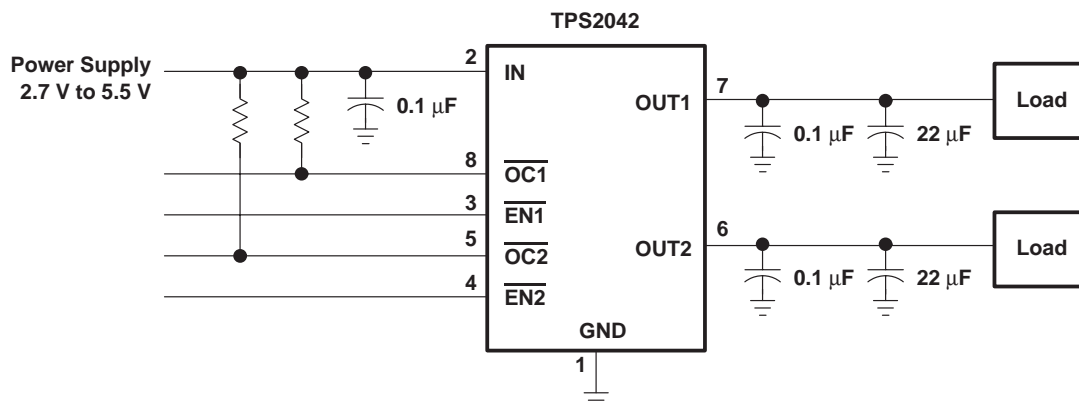 TPS2042
Power Supply
2.7 V to 5.5 V
2
IN
0.1 μF
8
OC1
3
EN1
5
OC2
4
EN2
GND
1
7
OUT1
0.1 μF
22 μF
Load
6
OUT2
0.1 μF
22 μF
Load